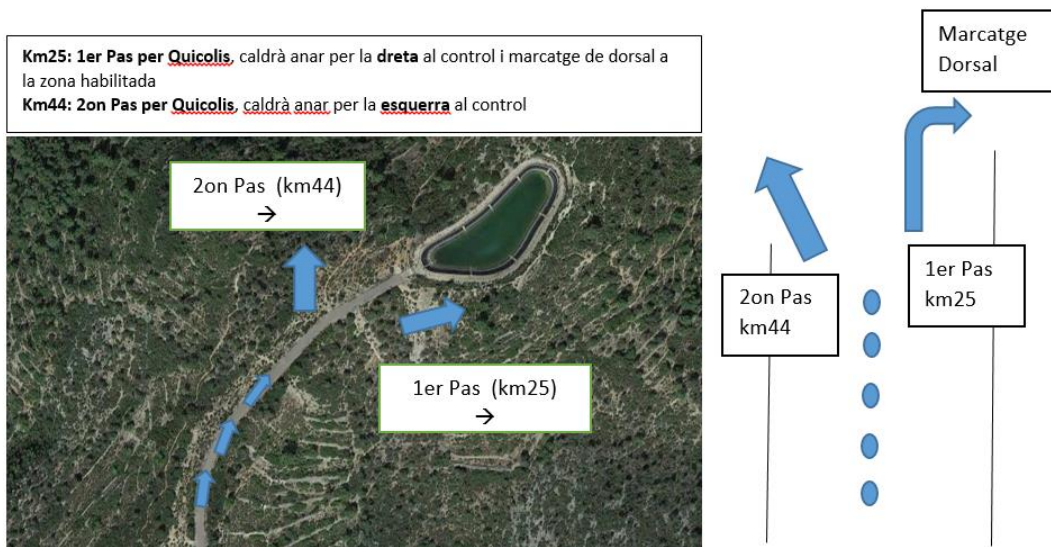 Km25: 1er Pas per Quicolis, caldrà anar per la dreta al control i marcatge de dorsal a
la zona habilitada
Km44: 2on Pas per Quicolis, caldrà anar per la esquerra al control
2on Pas (km44)
→
1er Pas (km25)
→
Marcatge
Dorsal
2on Pas
km44
1er Pas
km25